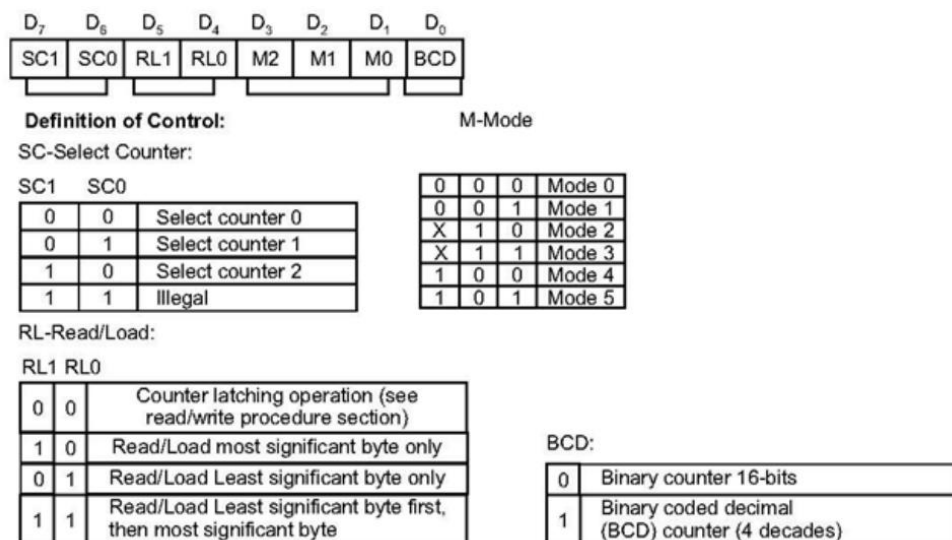 D7 D6 D5 D4 D3 D2 D1 D0
SC1 SC0 RL1 RL0 M2 M1 M0 BCD
Definition of Control:
M-Mode
SC-Select Counter:
SC1 SC0
0 0 Select counter 0
0 1 Select counter 1
1 0 Select counter 2
1 1 Illegal
0 0 0 Mode 0
0 0 1 Mode 1
X 1 0 Mode 2
X 1 1 Mode 3
1 0 0 Mode 4
1 0 1 Mode 5
RL-Read/Load:
RL1 RL0
0 0 Counter latching operation (see
read/write procedure section)
1 0 Read/Load most significant byte only
0 1 Read/Load Least significant byte only
1 1 Read/Load Least significant byte first,
then most significant byte
BCD:
0 Binary counter 16-bits
1 Binary coded decimal
(BCD) counter (4 decades)